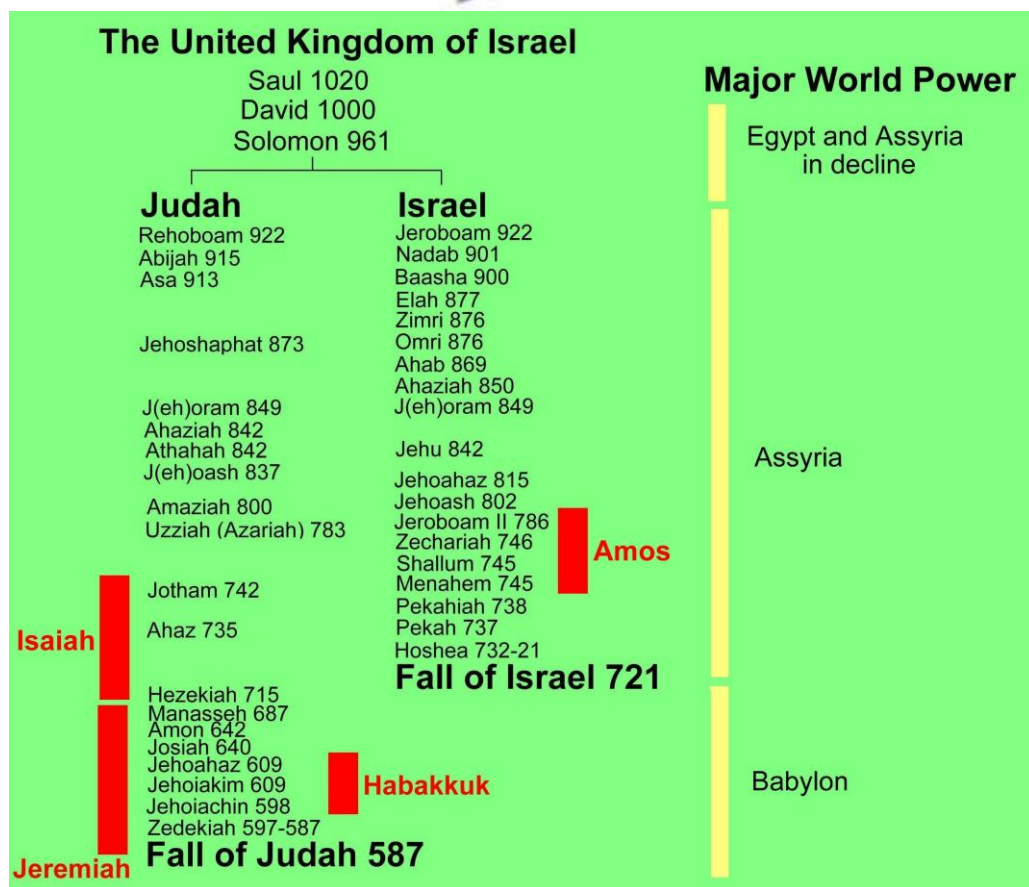 The United Kingdom of Israel
Saul 1020
David 1000
Solomon 961
Judah
Rehoboam 922
Abijah 915
Asa 913
Jehoshaphat 873
J(eh)oram 849
Ahaziah 842
Athahah 842
J(eh)oash 837
Amaziah 800
Uzziah (Azariah) 783
Jotham 742
Ahaz 735
Hezekiah 715
Manasseh 687
Amon 642
Josiah 640
Jehoahaz 609
Jehoiakim 609
Jehoiachin 598
Zedekiah 597-587
Fall of Judah 587
Isaiah
Jeremiah
Habakkuk
Israel
Jeroboam 922
Nadab 901
Baasha 900
Elah 877
Zimri 876
Omri 876
Ahab 869
Ahaziah 850
J(eh)oram 849
Jehu 842
Jehoahaz 815
Jehoash 802
Jeroboam II 786
Zechariah 746
Shallum 745
Menahem 745
Pekahiah 738
Pekah 737
Hoshea 732-21
Fall of Israel 721
Amos
Major World Power
Egypt and Assyria
in decline
Assyria
Babylon